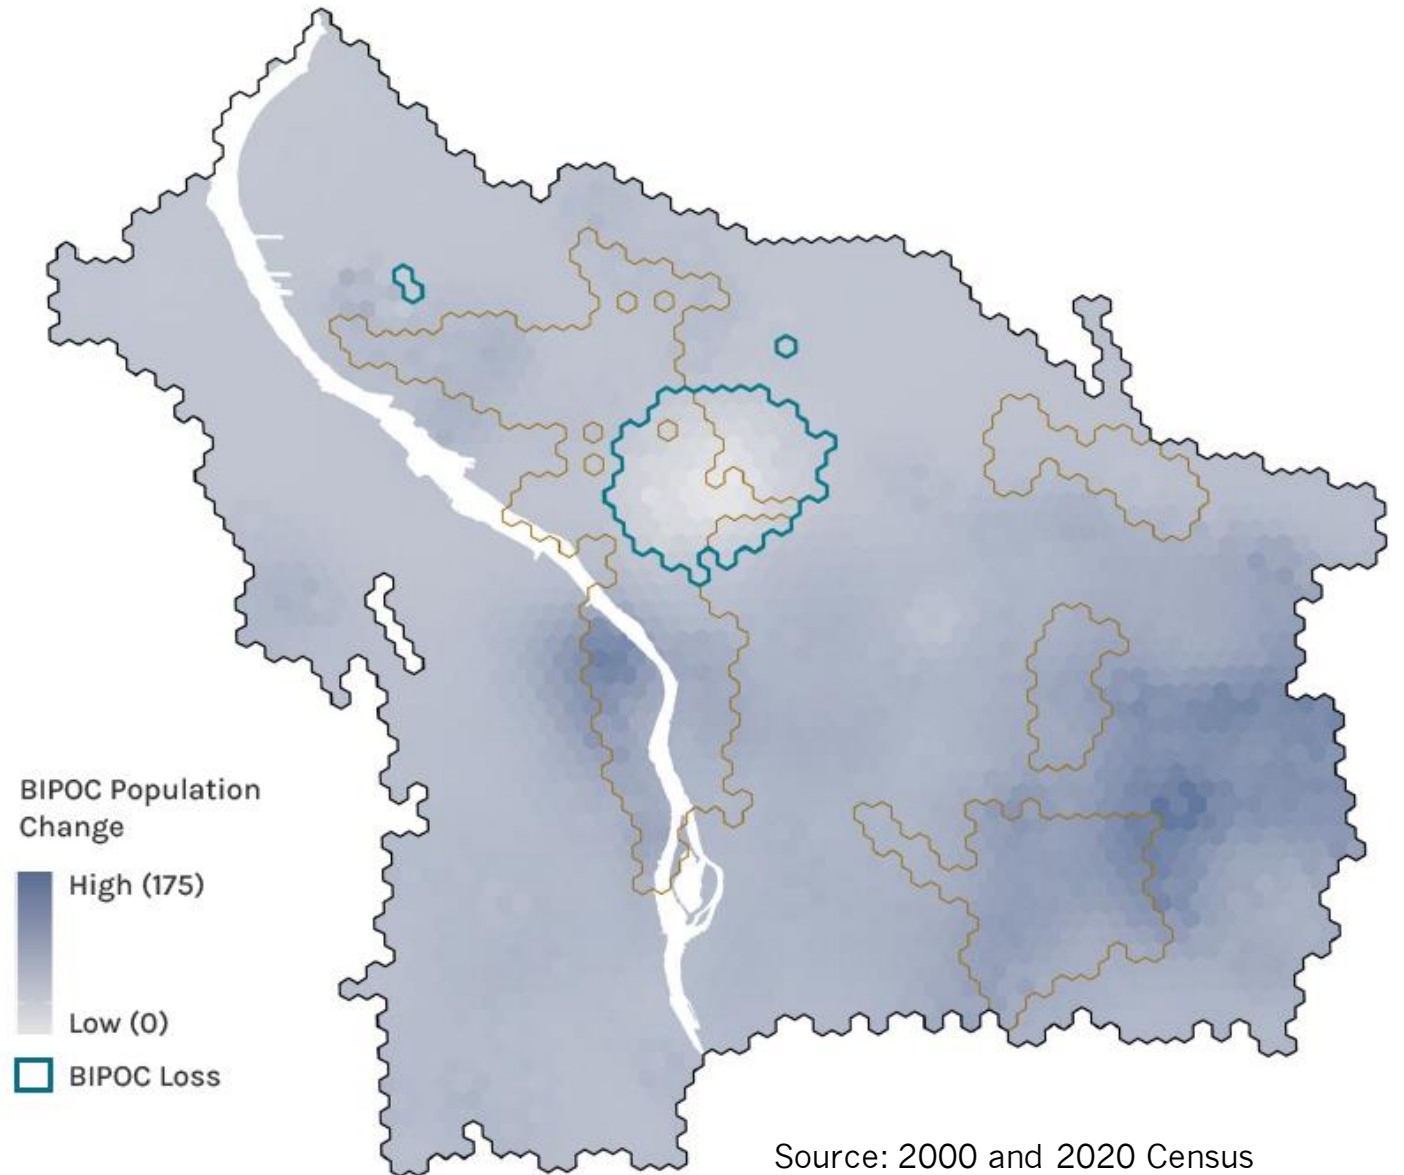 BIPOC Population
Change
High (175)
Low (0)
BIPOC Loss
Source: 2000 and 2020 Census